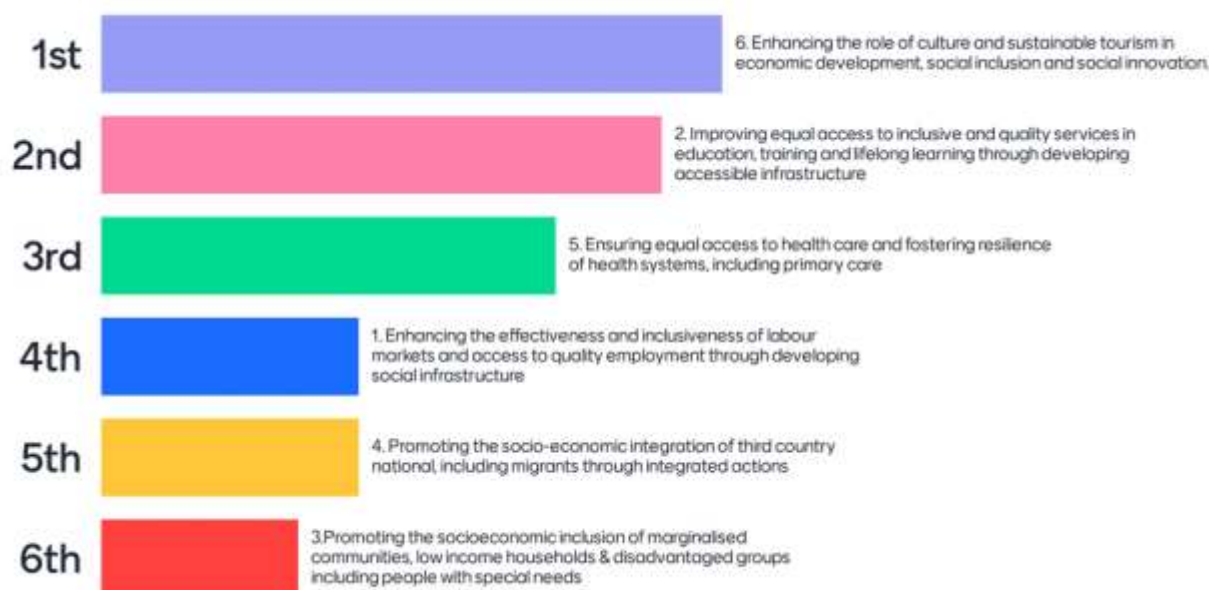 1st
6. Enhancing the role of culture and sustainable tourism in
economic development, social inclusion and social innovation.
2nd
2. Improving equal access to inclusive and quality services in
education, training and lifelong learning through developing
accessible infrastructure
3rd
5. Ensuring equal access to health care and fostering resilience
of health systems, including primary care
4th
1. Enhancing the effectiveness and inclusiveness of labour
markets and access to quality employment through developing
social infrastructure
5th
4. Promoting the socio-economic integration of third country
national, including migrants through integrated actions
6th
3.Promoting the socioeconomic inclusion of marginalised
communities, low income households & disadvantaged groups
including people with special needs